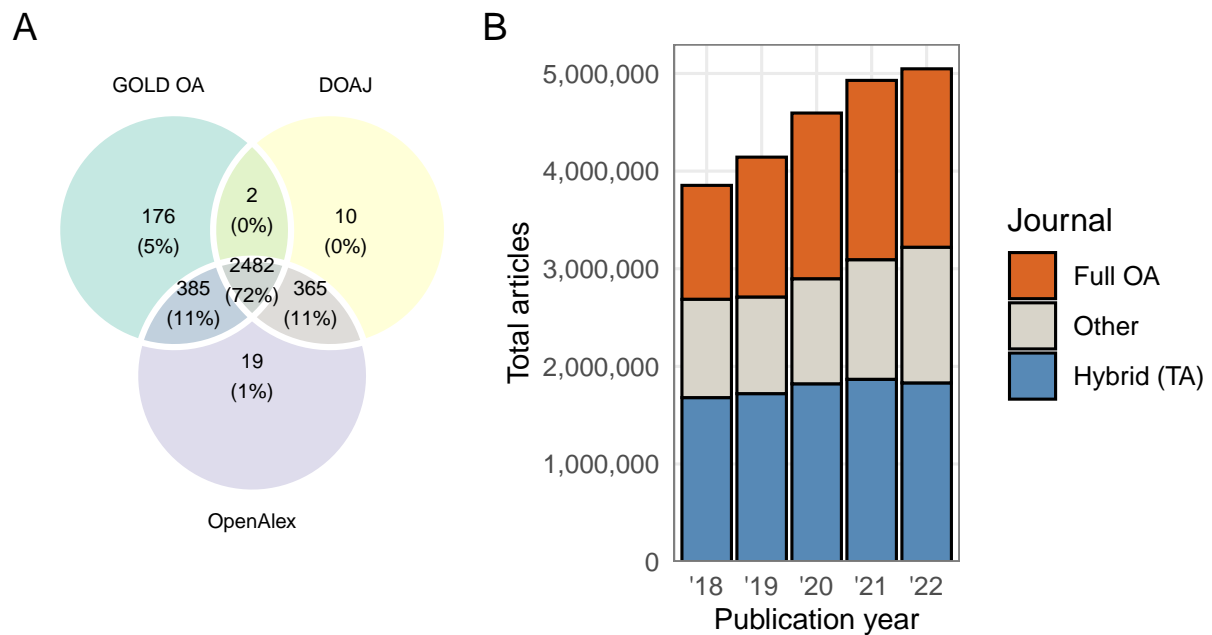 A
GOLD OA
DOAJ
2
(0%)
176
(5%)
10
(0%)
2482
(72%)
385
(11%)
365
(11%)
19
(1%)
OpenAlex
B
Total articles
5,000,000
4,000,000
3,000,000
2,000,000
1,000,000
0
'18 '19 '20 '21 '22
Publication year
Journal
Full OA
Other
Hybrid (TA)